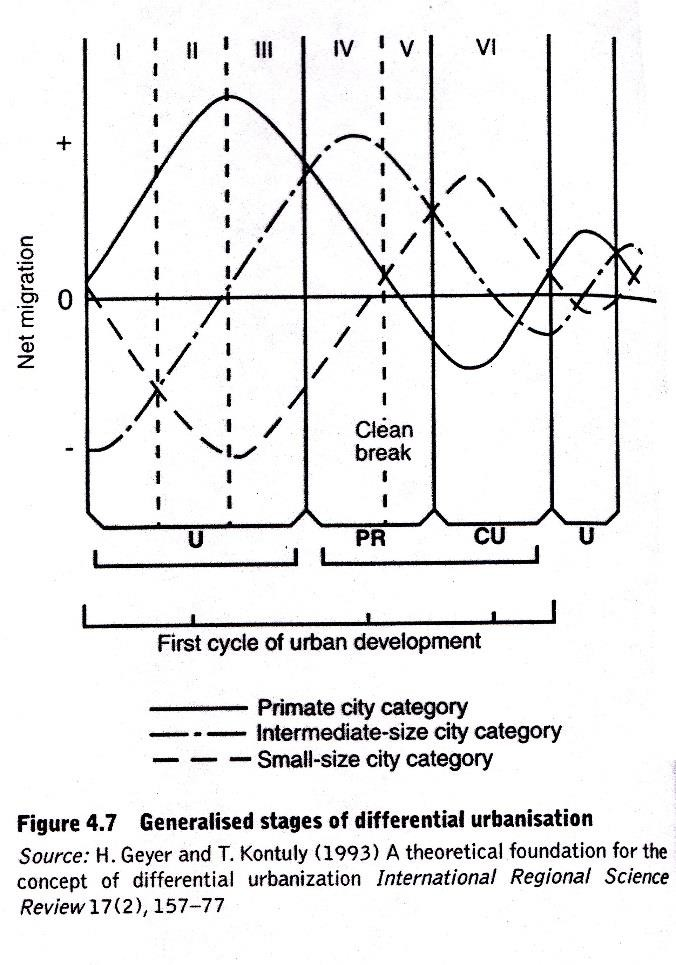 I II III IV V VI
+
Net migration
0
-
Clean
break
U PR CU U
First cycle of urban development
Primate city category
Intermediate-size city category
Small-size city category
Figure 4.7 Generalised stages of differential urbanisation
Source: H. Geyer and T. Kontuly (1993) A theoretical foundation for the
concept of differential urbanization International Regional Science
Review 17(2), 157–77